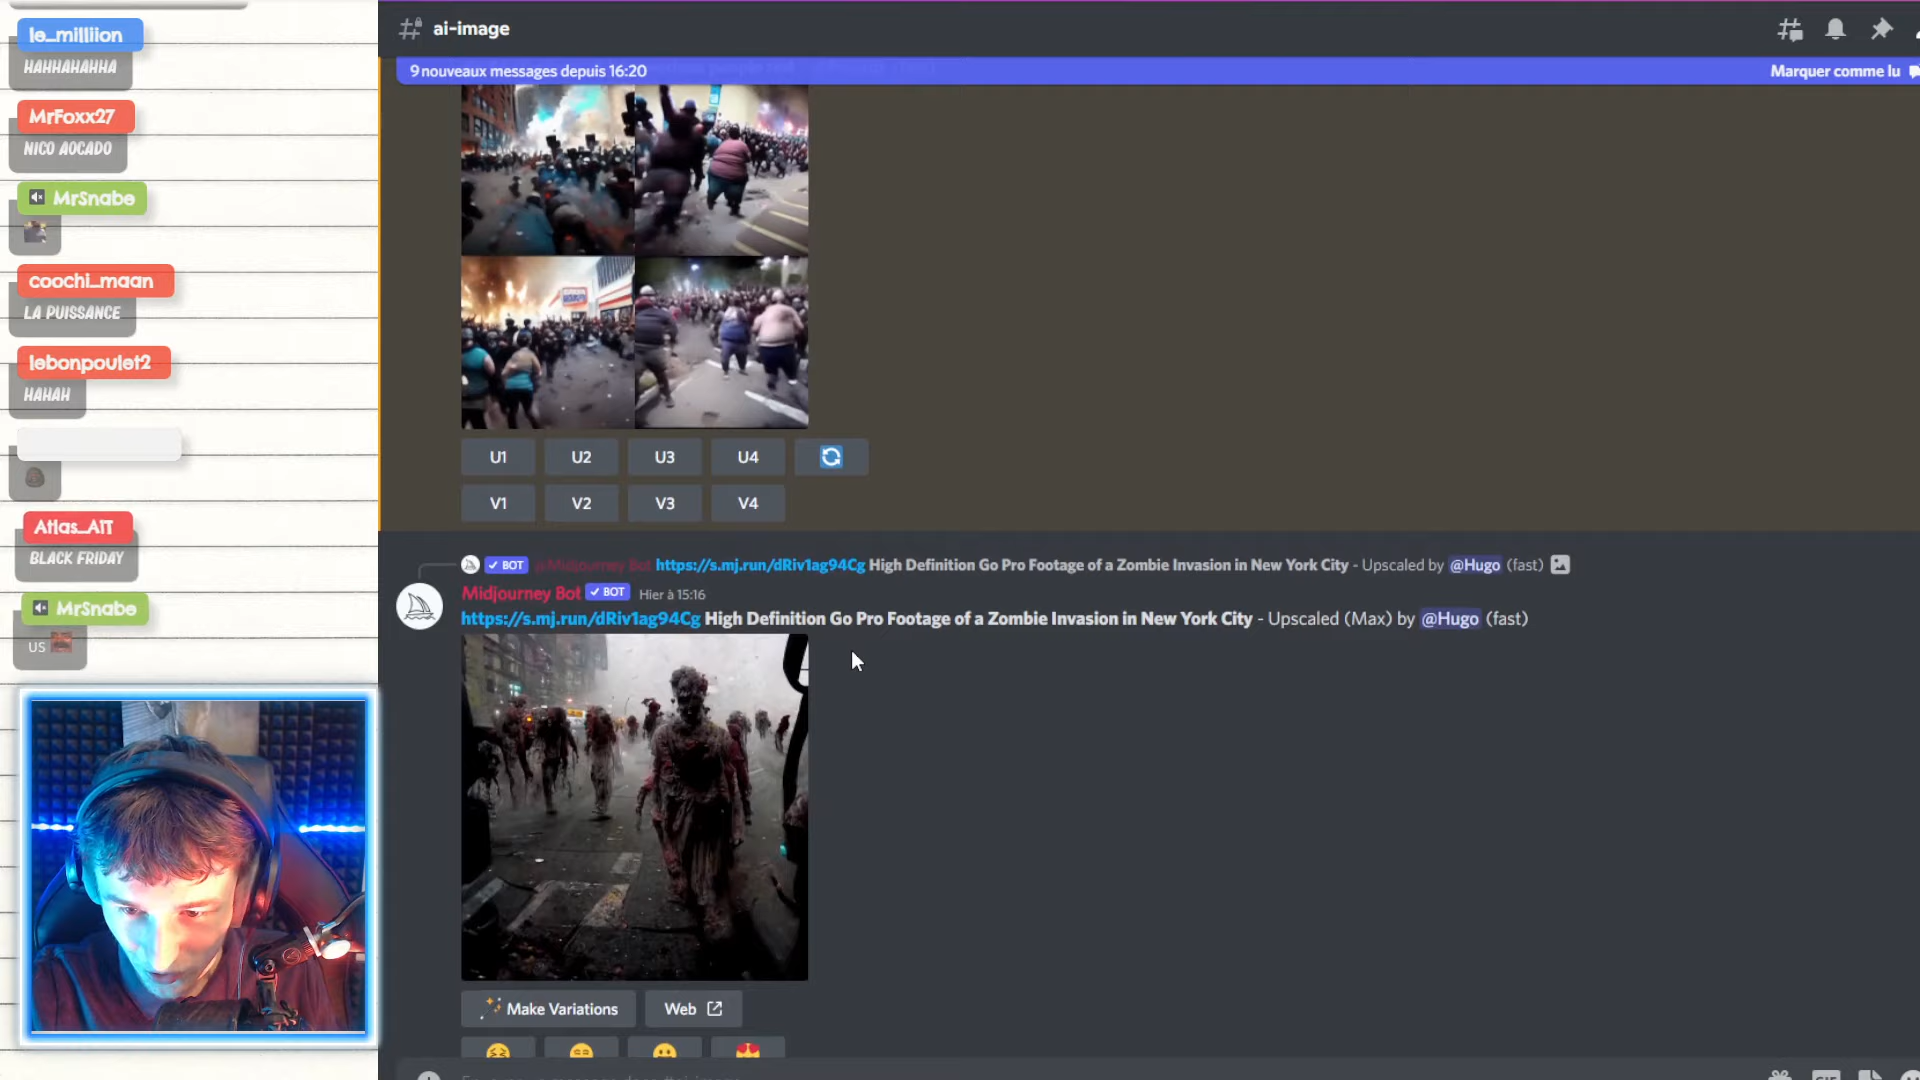 le_milliion
HAHHAHAHHA
MrFoxx27
NICO AOCADO
MrSnabe
coochi_maan
LA PUISSANCE
lebonpoulet2
HAHAH
Atlas_AIT
BLACK FRIDAY
MrSnabe
US
ai-image
9 nouveaux messages depuis 16:20
Marquer comme lu
U1 U2 U3 U4
V1 V2 V3 V4
BOT @Midjourney Bot https://s.mj.run/dRiv1ag94Cg High Definition Go Pro Footage of a Zombie Invasion in New York City - Upscaled by @Hugo (fast)
Midjourney Bot BOT Hier à 15:16
https://s.mj.run/dRiv1ag94Cg High Definition Go Pro Footage of a Zombie Invasion in New York City - Upscaled (Max) by @Hugo (fast)
Make Variations Web
GIF